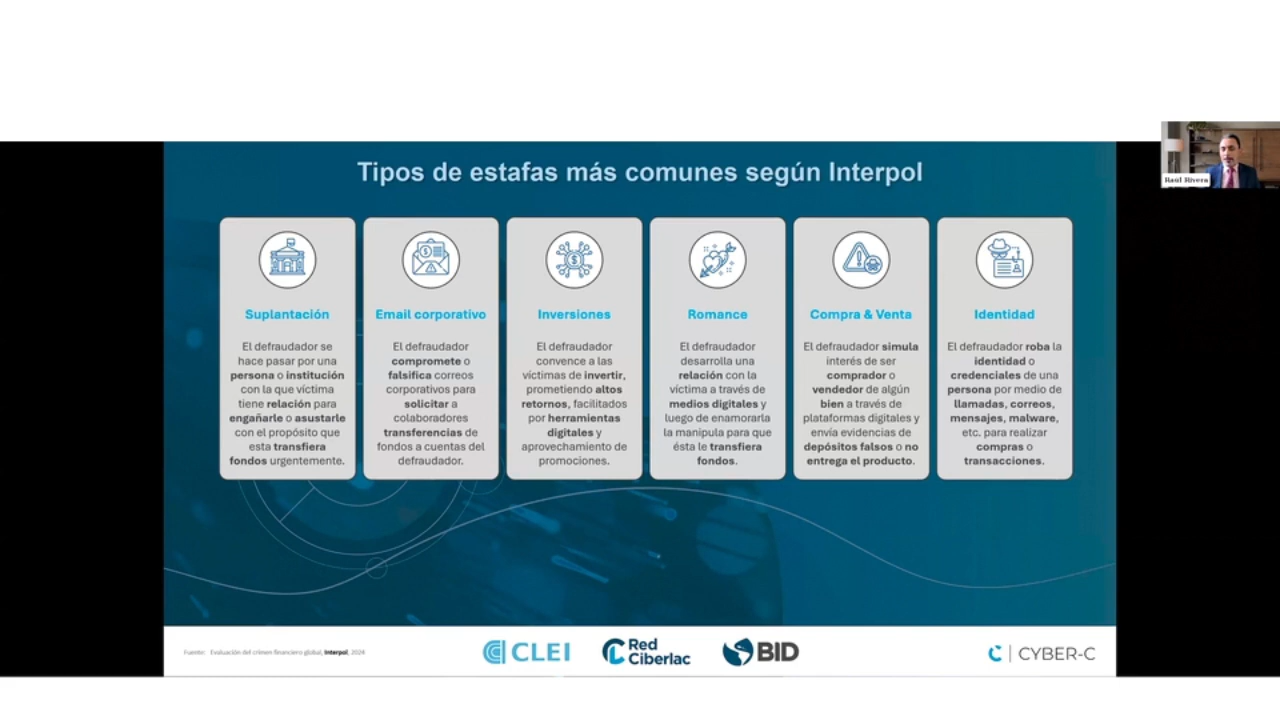 Tipos de estafas más comunes según Interpol
Raúl Rivera
Suplantación
El defraudador se
hace pasar por una
persona o institución
con la que víctima
tiene relación para
engañarle o asustarle
con el propósito que
esta transfiera
fondos urgentemente.
Email corporativo
El defraudador
compromete o
falsifica correos
corporativos para
solicitar a
colaboradores
transferencias de
fondos a cuentas del
defraudador.
Inversiones
El defraudador
convence a las
víctimas de invertir,
prometiendo altos
retornos, facilitados
por herramientas
digitales y
aprovechamiento de
promociones.
Romance
El defraudador
desarrolla una
relación con la
víctima a través de
medios digitales y
luego de enamorarla
la manipula para que
ésta le transfiera
fondos.
Compra & Venta
El defraudador simula
interés de ser
comprador o
vendedor de algún
bien a través de
plataformas digitales y
envía evidencias de
depósitos falsos o no
entrega el producto.
Identidad
El defraudador roba la
identidad o
credenciales de una
persona por medio de
llamadas, correos,
mensajes, malware,
etc. para realizar
compras o
transacciones.
Fuente: Evaluación del crimen financiero global, Interpol, 2024
CLEI
Red
Ciberlac
BID
CYBER-C